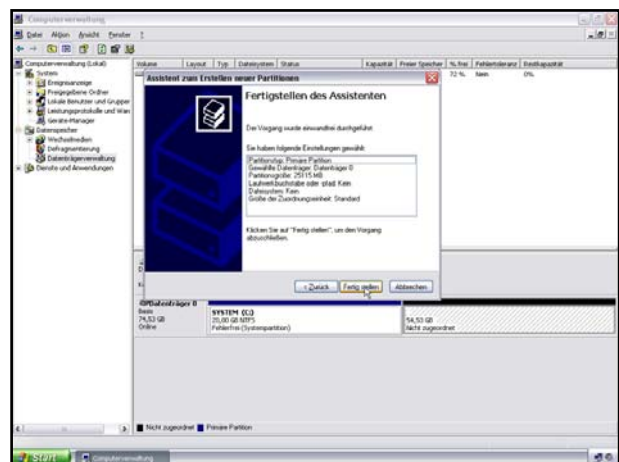 Computerverwaltung
Datei Aktion Ansicht Fenster ?
Computerverwaltung (Lokal)
System
Ereignisanzeige
Freigegebene Ordner
Lokale Benutzer und Gruppen
Leistungsprotokolle und Warn
Geräte-Manager
Datenspeicher
Wechselmedien
Defragmentierung
Datenträgerverwaltung
Dienste und Anwendungen
Volume Layout Typ Dateisystem Status Kapazität Freier Speicher % frei Fehlertoleranz Restkapazität
72 % Nein 0%
Assistent zum Erstellen neuer Partitionen
Fertigstellen des Assistenten
Der Vorgang wurde einwandfrei durchgeführt.
Sie haben folgende Einstellungen gewählt:
Partitionstyp: Primäre Partition
Gewählte Datenträger: Datenträger 0
Partitionsgröße: 25115 MB
Laufwerkbuchstabe oder -pfad: Kein
Dateisystem: Kein
Größe der Zuordnungseinheit: Standard
Klicken Sie auf "Fertig stellen", um den Vorgang
abzuschließen.
< Zurück Fertig stellen Abbrechen
Datenträger 0
Basis
74,53 GB
Online
SYSTEM (C:)
20,00 GB NTFS
Fehlerfrei (Systempartition)
54,53 GB
Nicht zugeordnet
Nicht zugeordnet Primäre Partition
Start Computerverwaltung